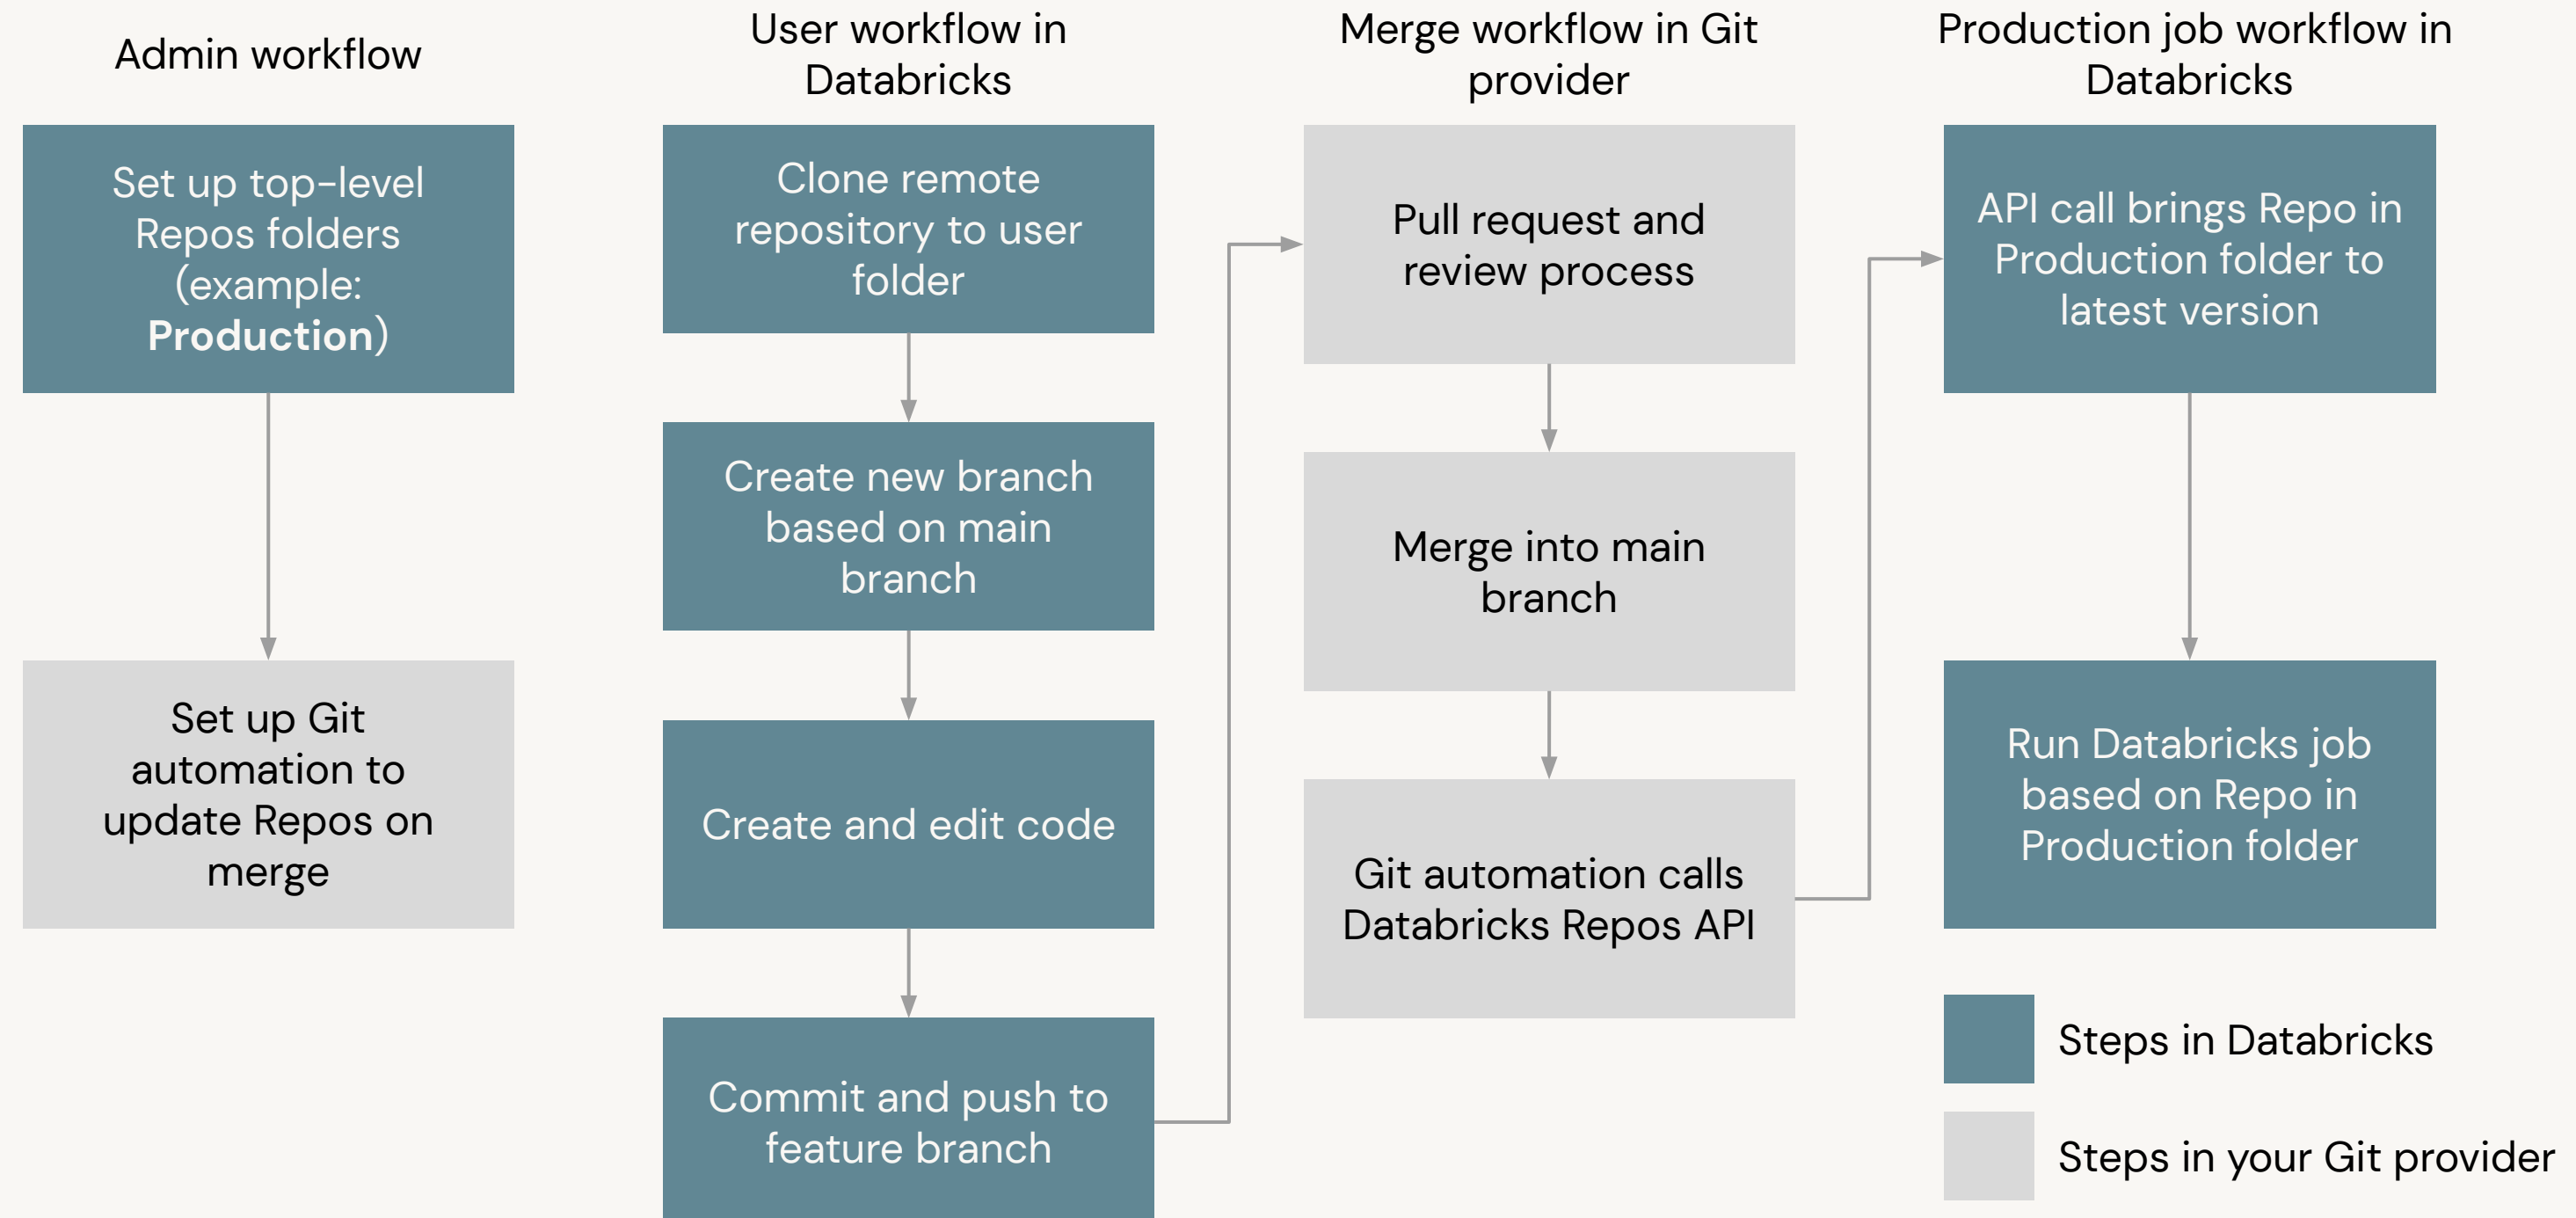 Admin workflow
Set up top-level
Repos folders
(example:
Production)
Set up Git
automation to
update Repos on
merge
User workflow in
Databricks
Clone remote
repository to user
folder
Create new branch
based on main
branch
Create and edit code
Commit and push to
feature branch
Merge workflow in Git
provider
Pull request and
review process
Merge into main
branch
Git automation calls
Databricks Repos API
Production job workflow in
Databricks
API call brings Repo in
Production folder to
latest version
Run Databricks job
based on Repo in
Production folder
Steps in Databricks
Steps in your Git provider